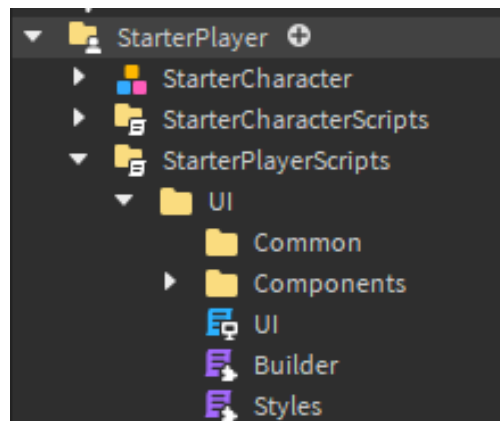 StarterPlayer
StarterCharacter
StarterCharacterScripts
StarterPlayerScripts
UI
Common
Components
UI
Builder
Styles